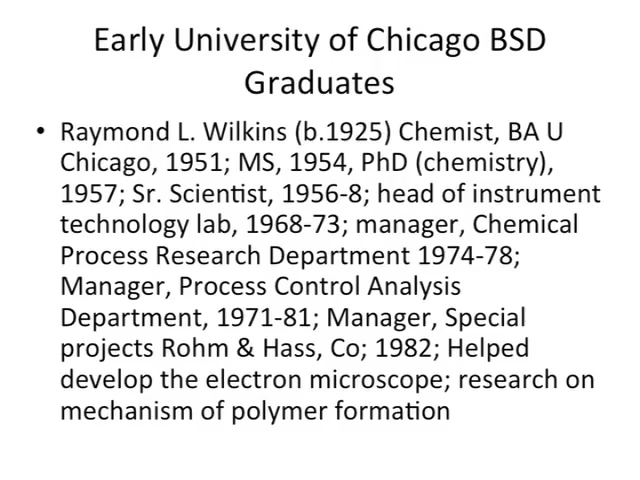 Early University of Chicago BSD
Graduates
• Raymond L. Wilkins (b.1925) Chemist, BA U
Chicago, 1951; MS, 1954, PhD (chemistry),
1957; Sr. Scientist, 1956-8; head of instrument
technology lab, 1968-73; manager, Chemical
Process Research Department 1974-78;
Manager, Process Control Analysis
Department, 1971-81; Manager, Special
projects Rohm & Hass, Co; 1982; Helped
develop the electron microscope; research on
mechanism of polymer formation